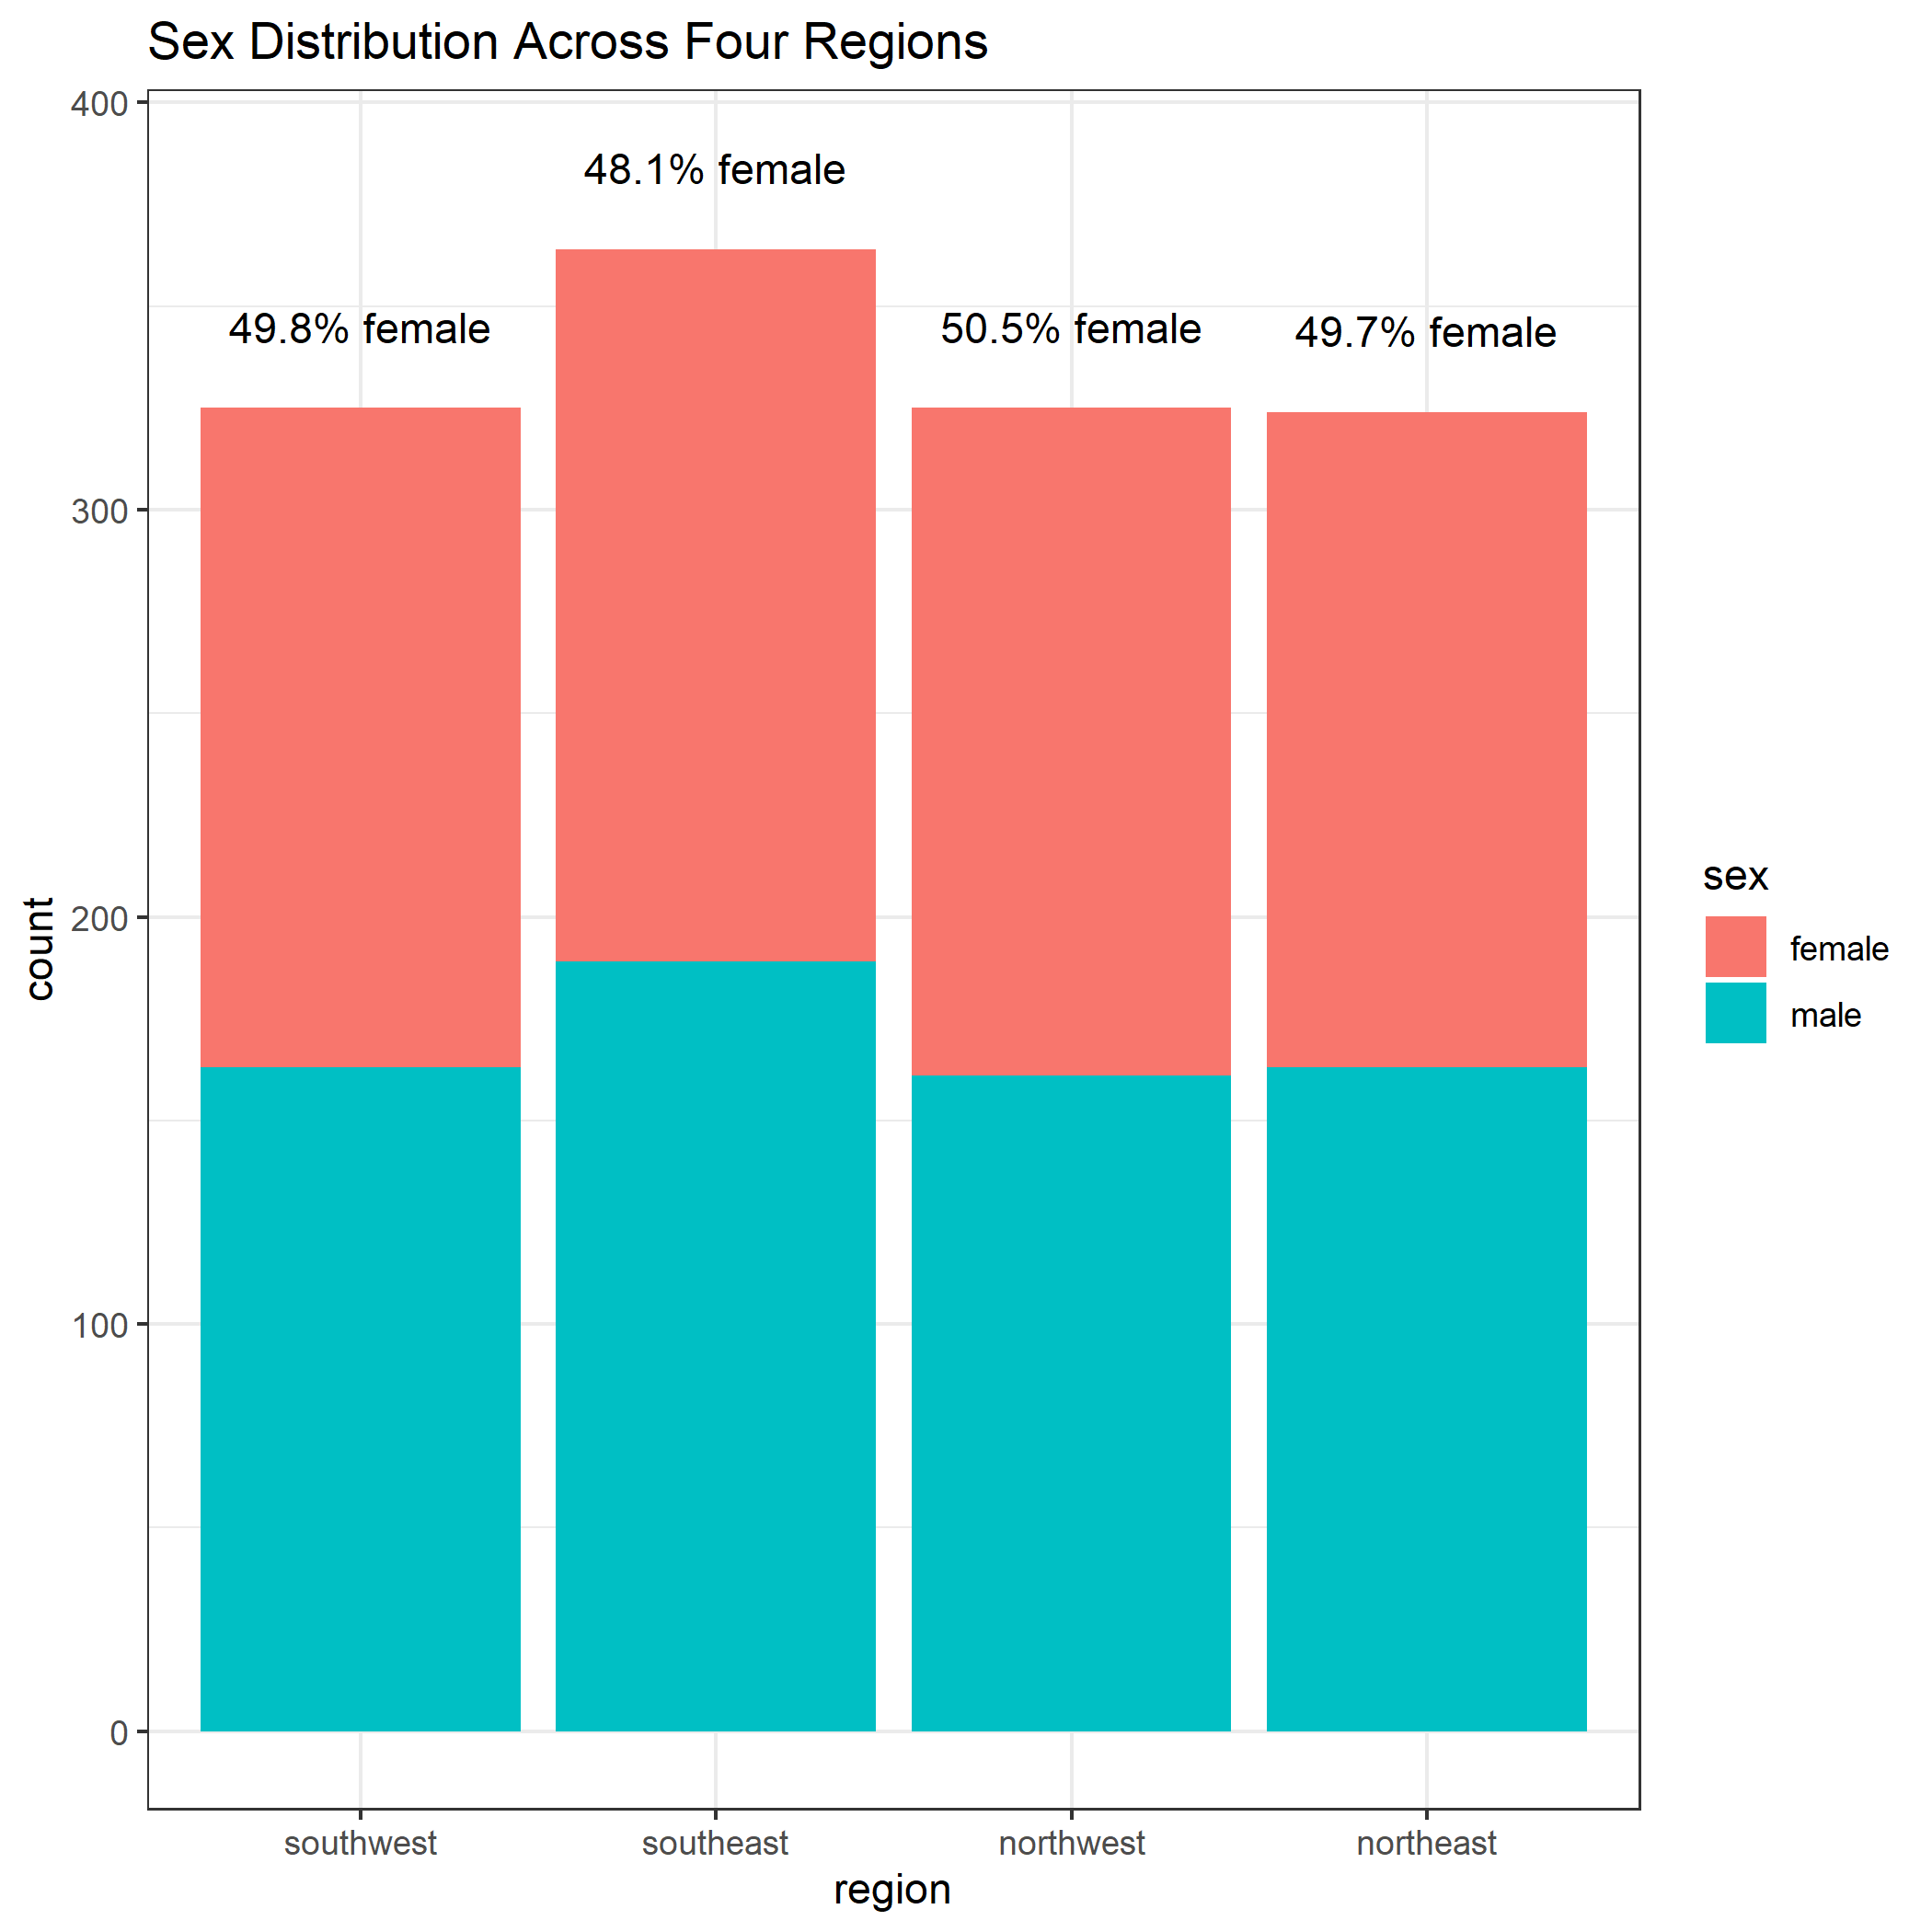 Sex Distribution Across Four Regions
400
300
200
100
0
count
49.8% female
48.1% female
50.5% female
49.7% female
southwest
southeast
northwest
northeast
region
sex
female
male